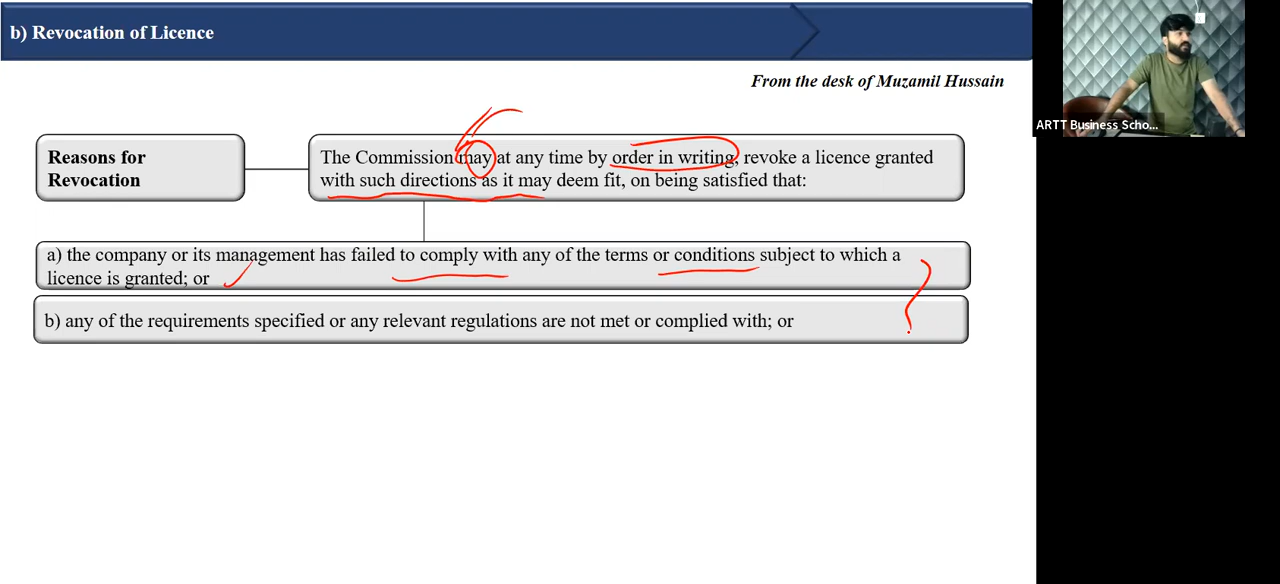 b) Revocation of Licence
From the desk of Muzamil Hussain
ARTT Business Scho...
Reasons for
Revocation
The Commission may at any time by order in writing, revoke a licence granted
with such directions as it may deem fit, on being satisfied that:
a) the company or its management has failed to comply with any of the terms or conditions subject to which a
licence is granted; or
b) any of the requirements specified or any relevant regulations are not met or complied with; or